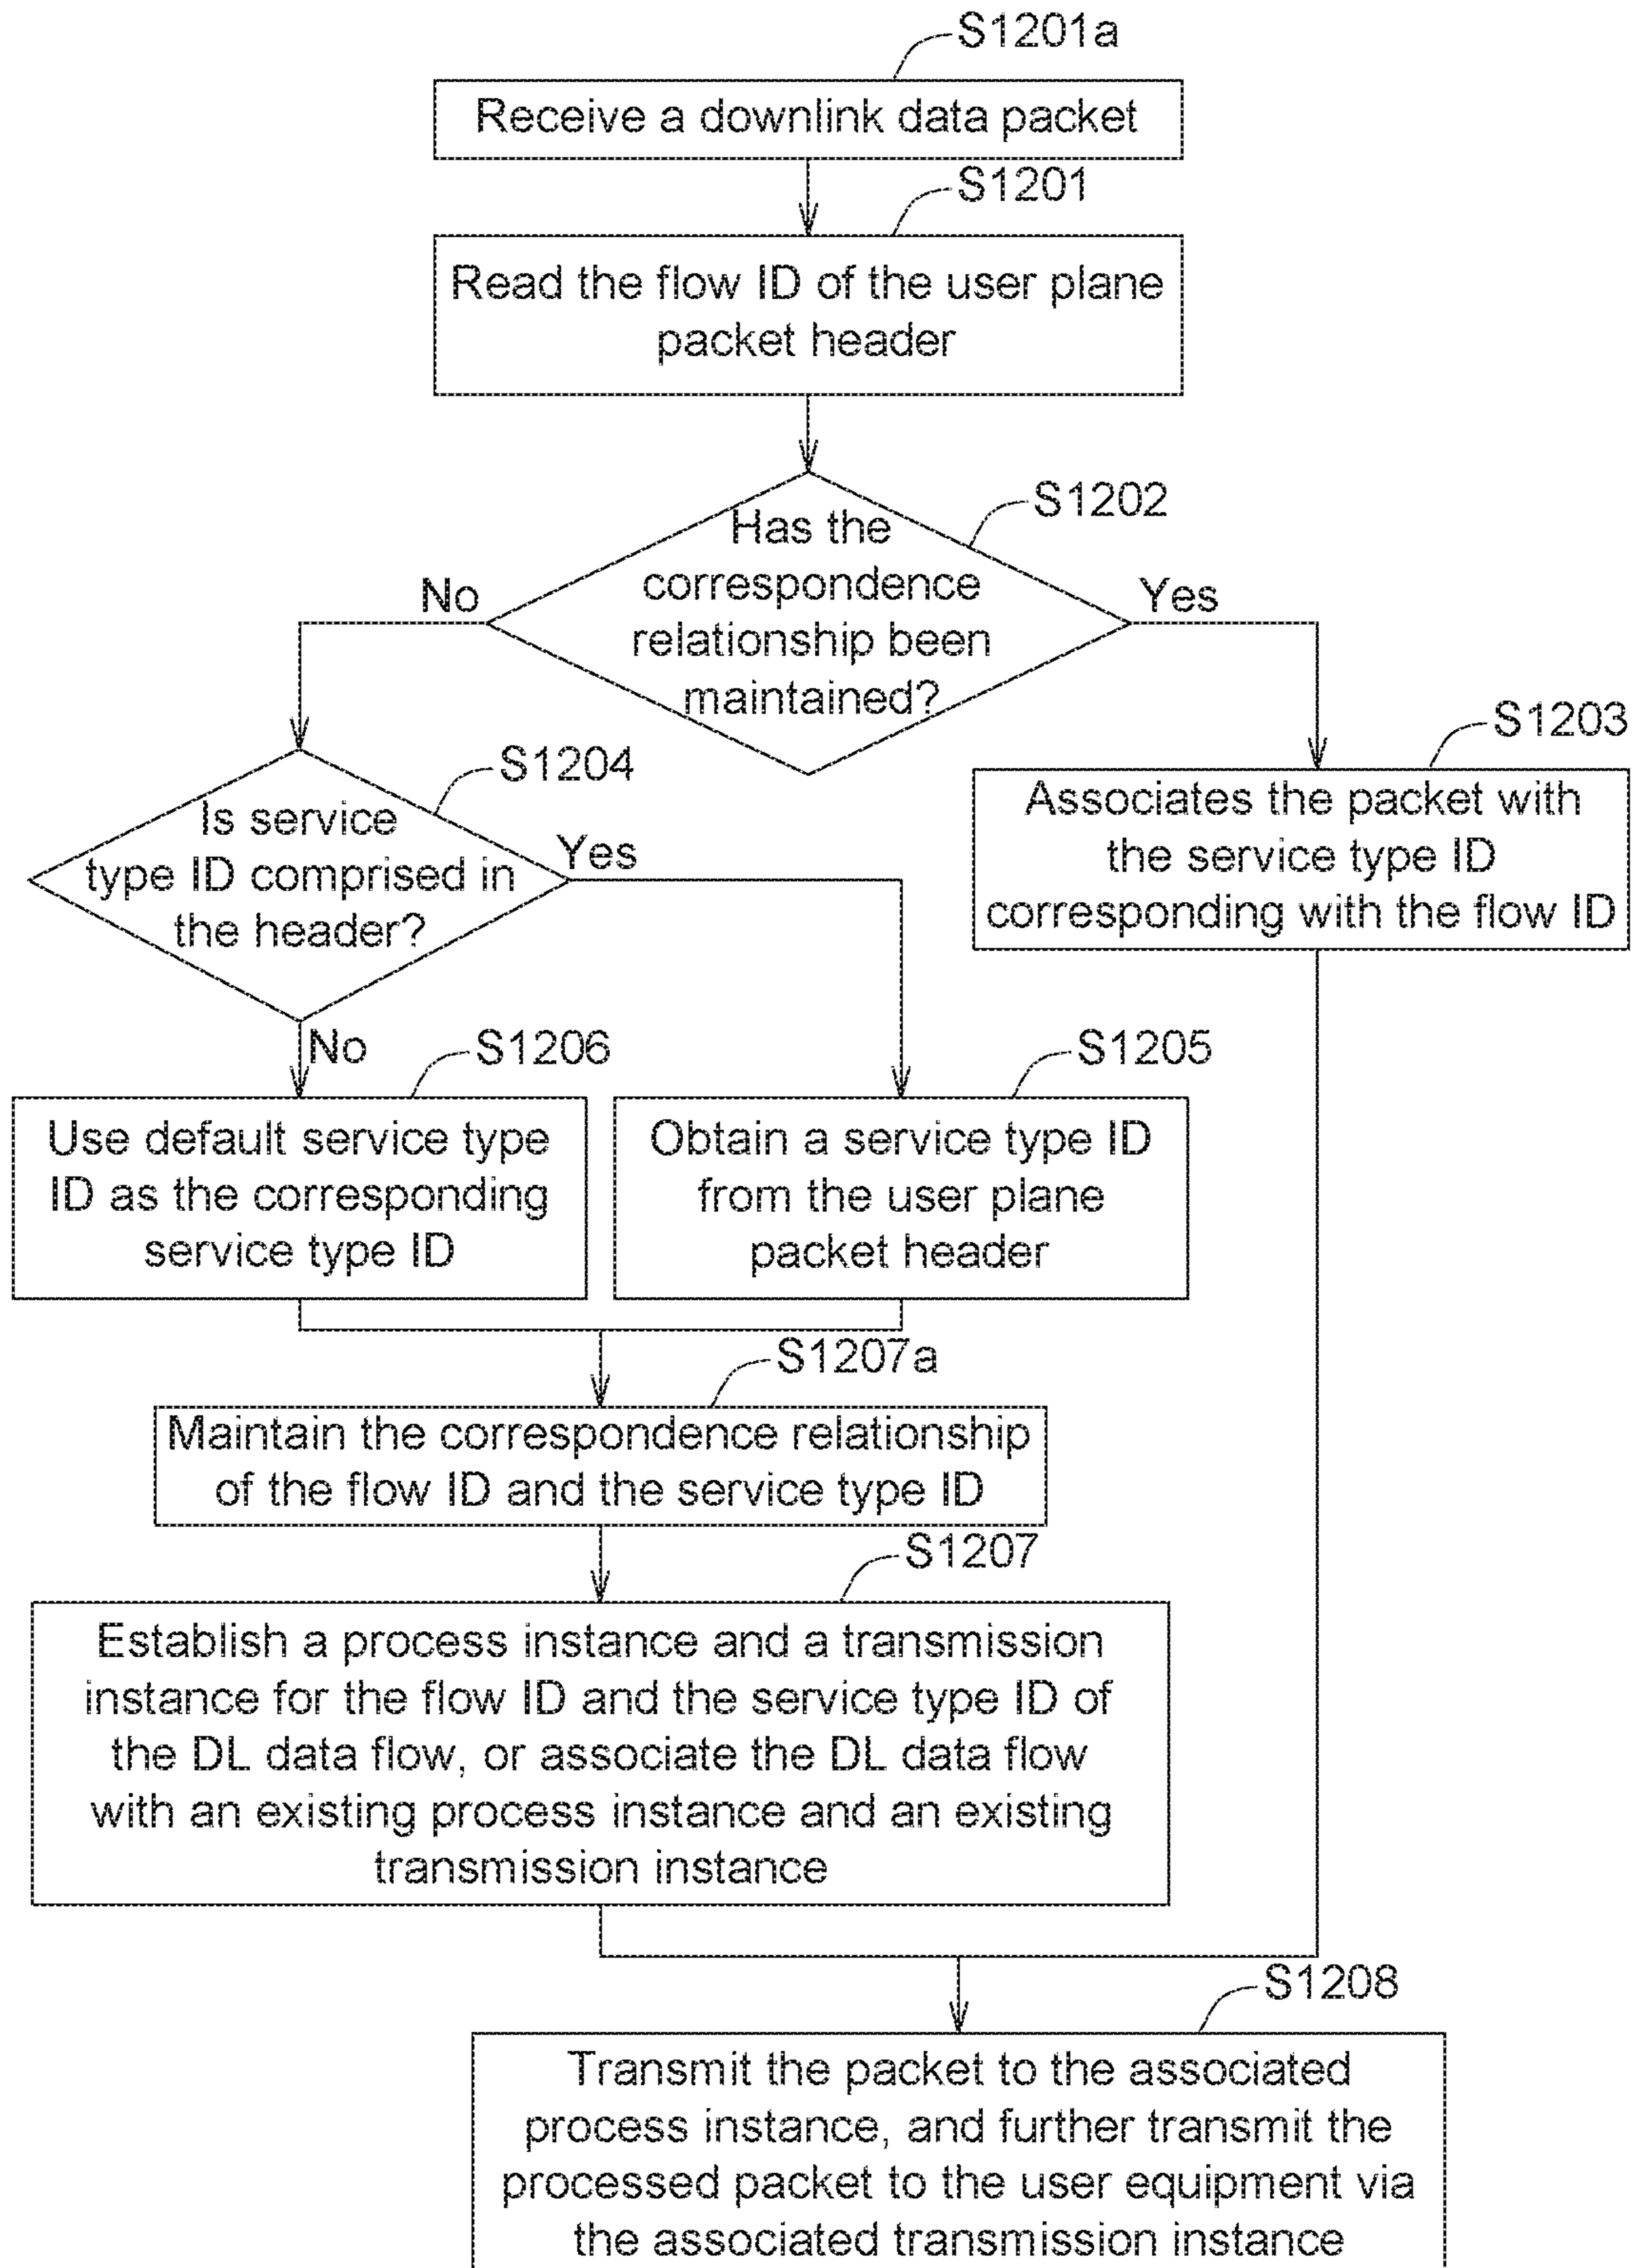 S1201a
Receive a downlink data packet
S1201
Read the flow ID of the user plane
packet header
S1202
Has the
correspondence
relationship been
maintained?
No
Yes
S1203
Associates the packet with
the service type ID
corresponding with the flow ID
S1204
Is service
type ID comprised in
the header?
Yes
No
S1206
Use default service type
ID as the corresponding
service type ID
S1205
Obtain a service type ID
from the user plane
packet header
S1207a
Maintain the correspondence relationship
of the flow ID and the service type ID
S1207
Establish a process instance and a transmission
instance for the flow ID and the service type ID of
the DL data flow, or associate the DL data flow
with an existing process instance and an existing
transmission instance
S1208
Transmit the packet to the associated
process instance, and further transmit the
processed packet to the user equipment via
the associated transmission instance